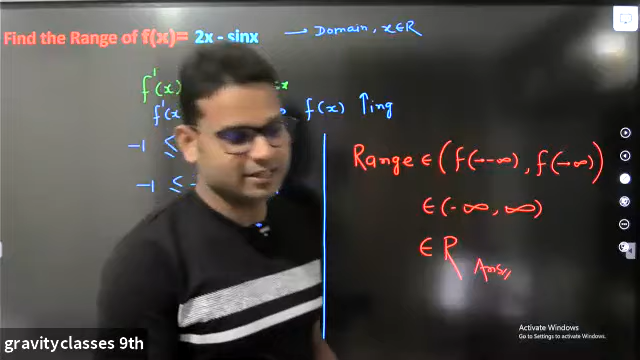 Find the Range of f(x)= 2x - sinx → Domain, x∈R
f'(x)
f'(x f(x) ↑ing
-1 ≤
-1 ≤ -
Range ∈ (f(→-∞), f(→∞))
∈ (-∞, ∞)
∈ R
Ans
Activate Windows
Go to Settings to activate Windows.
gravityclasses 9th